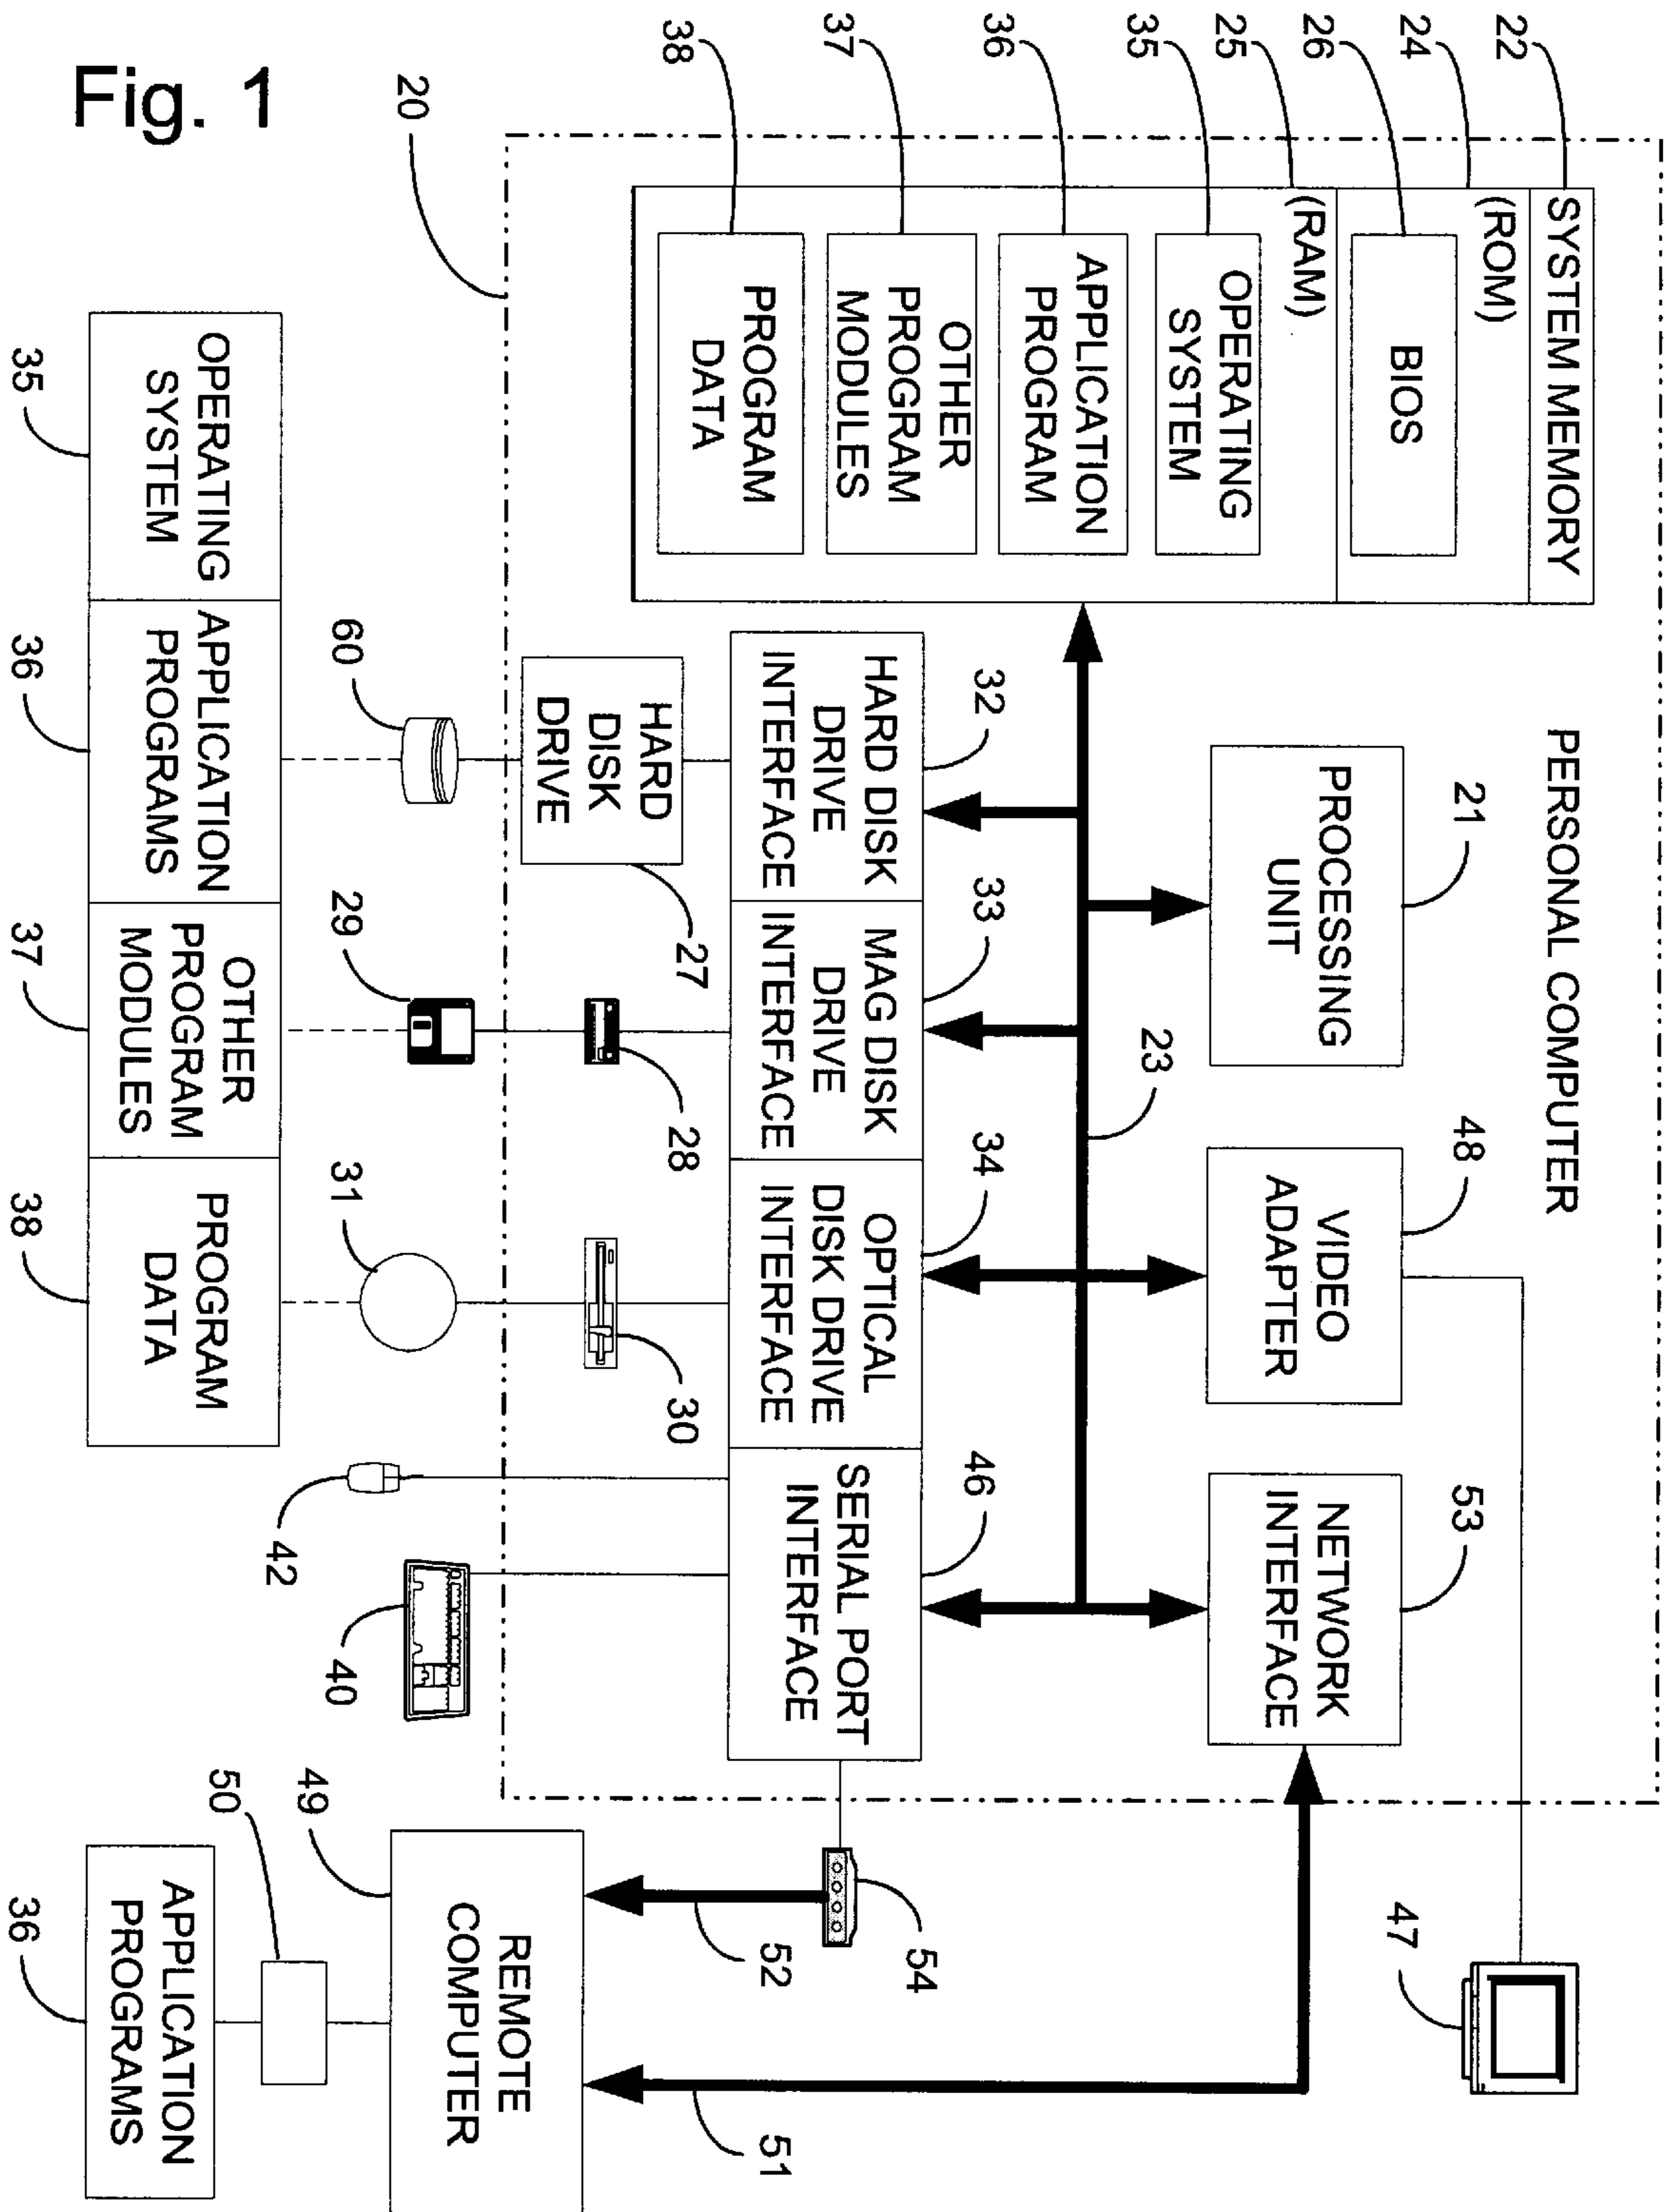 PERSONAL COMPUTER
22
SYSTEM MEMORY
24
(ROM)
26
BIOS
25
(RAM)
35
OPERATING
SYSTEM
36
APPLICATION
PROGRAM
37
OTHER
PROGRAM
MODULES
38
PROGRAM
DATA
20
21
PROCESSING
UNIT
48
VIDEO
ADAPTER
53
NETWORK
INTERFACE
47
23
32
HARD DISK
DRIVE
INTERFACE
33
MAG DISK
DRIVE
INTERFACE
34
OPTICAL
DISK DRIVE
INTERFACE
46
SERIAL PORT
INTERFACE
54
52
51
HARD
DISK
DRIVE
27
28
30
60
29
31
42
40
REMOTE
COMPUTER
49
50
OPERATING
SYSTEM
35
APPLICATION
PROGRAMS
36
OTHER
PROGRAM
MODULES
37
PROGRAM
DATA
38
APPLICATION
PROGRAMS
36
Fig. 1